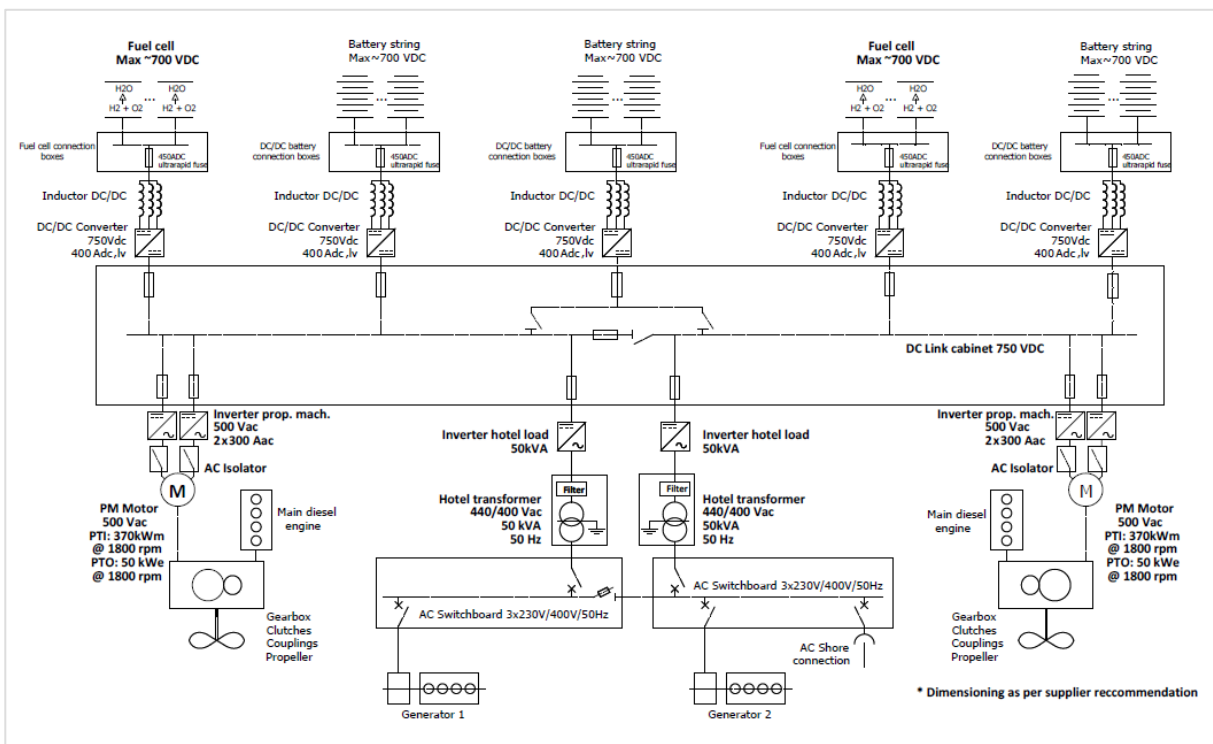 Fuel cell
Max ~700 VDC
Battery string
Max~700 VDC
Battery string
Max~700 VDC
Fuel cell
Max ~700 VDC
Battery string
Max~700 VDC
H2O
H2O
...
H2 + O2
H2 + O2
...
...
H2O
H2O
...
H2 + O2
H2 + O2
...
Fuel cell connection
boxes
450ADC
ultrarapid fuse
DC/DC battery
connection boxes
450ADC
ultrarapid fuse
DC/DC battery
connection boxes
450ADC
ultrarapid fuse
Fuel cell connection
boxes
450ADC
ultrarapid fuse
DC/DC battery
connection boxes
450ADC
ultrarapid fuse
Inductor DC/DC
Inductor DC/DC
Inductor DC/DC
Inductor DC/DC
Inductor DC/DC
DC/DC Converter
750Vdc
400 Adc,lv
DC/DC Converter
750Vdc
400 Adc,lv
DC/DC Converter
750Vdc
400 Adc,lv
DC/DC Converter
750Vdc
400 Adc,lv
DC/DC Converter
750Vdc
400 Adc,lv
DC Link cabinet 750 VDC
Inverter prop. mach.
500 Vac
2x300 Aac
Inverter hotel load
50kVA
Inverter hotel load
50kVA
Inverter prop. mach.
500 Vac
2x300 Aac
AC Isolator
AC Isolator
M
M
PM Motor
500 Vac
PTI: 370kWm
@ 1800 rpm
PTO: 50 kWe
@ 1800 rpm
Main diesel
engine
Filter
Hotel transformer
440/400 Vac
50 kVA
50 Hz
Filter
Hotel transformer
440/400 Vac
50kVA
50 Hz
Main diesel
engine
PM Motor
500 Vac
PTI: 370kWm
@ 1800 rpm
PTO: 50 kWe
@ 1800 rpm
AC Switchboard 3x230V/400V/50Hz
AC Switchboard 3x230V/400V/50Hz
Gearbox
Clutches
Couplings
Propeller
AC Shore
connection
Gearbox
Clutches
Couplings
Propeller
Generator 1
Generator 2
* Dimensioning as per supplier reccommendation